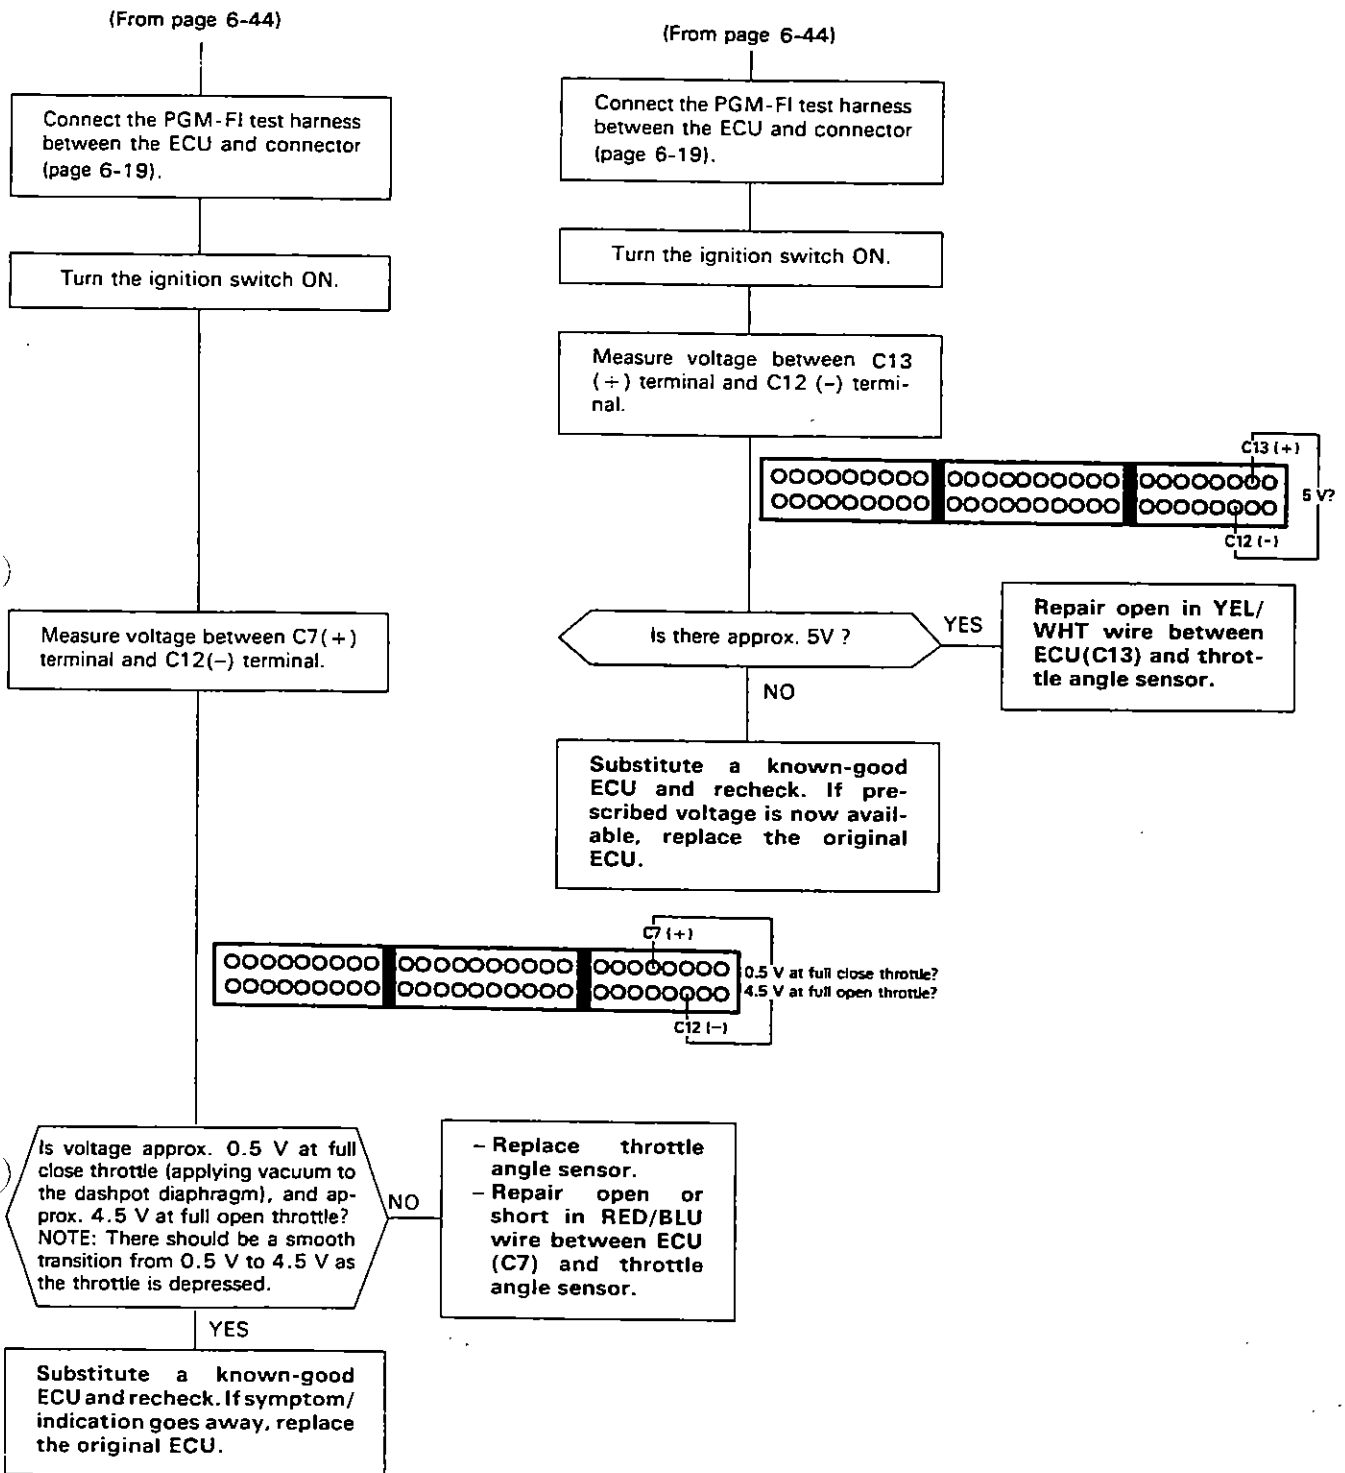 (From page 6-44)
Connect the PGM-FI test harness
between the ECU and connector
(page 6-19).
Turn the ignition switch ON.
Measure voltage between C7(+)
terminal and C12(–) terminal.
C7 (+)
0.5 V at full close throttle?
4.5 V at full open throttle?
C12 (–)
Is voltage approx. 0.5 V at full
close throttle (applying vacuum to
the dashpot diaphragm), and ap-
prox. 4.5 V at full open throttle?
NOTE: There should be a smooth
transition from 0.5 V to 4.5 V as
the throttle is depressed.
NO
– Replace throttle
angle sensor.
– Repair open or
short in RED/BLU
wire between ECU
(C7) and throttle
angle sensor.
YES
Substitute a known-good
ECU and recheck. If symptom/
indication goes away, replace
the original ECU.
(From page 6-44)
Connect the PGM-FI test harness
between the ECU and connector
(page 6-19).
Turn the ignition switch ON.
Measure voltage between C13
(+) terminal and C12 (–) termi-
nal.
C13 (+)
5 V?
C12 (–)
Is there approx. 5V ?
YES
Repair open in YEL/
WHT wire between
ECU(C13) and throt-
tle angle sensor.
NO
Substitute a known-good
ECU and recheck. If pre-
scribed voltage is now avail-
able, replace the original
ECU.